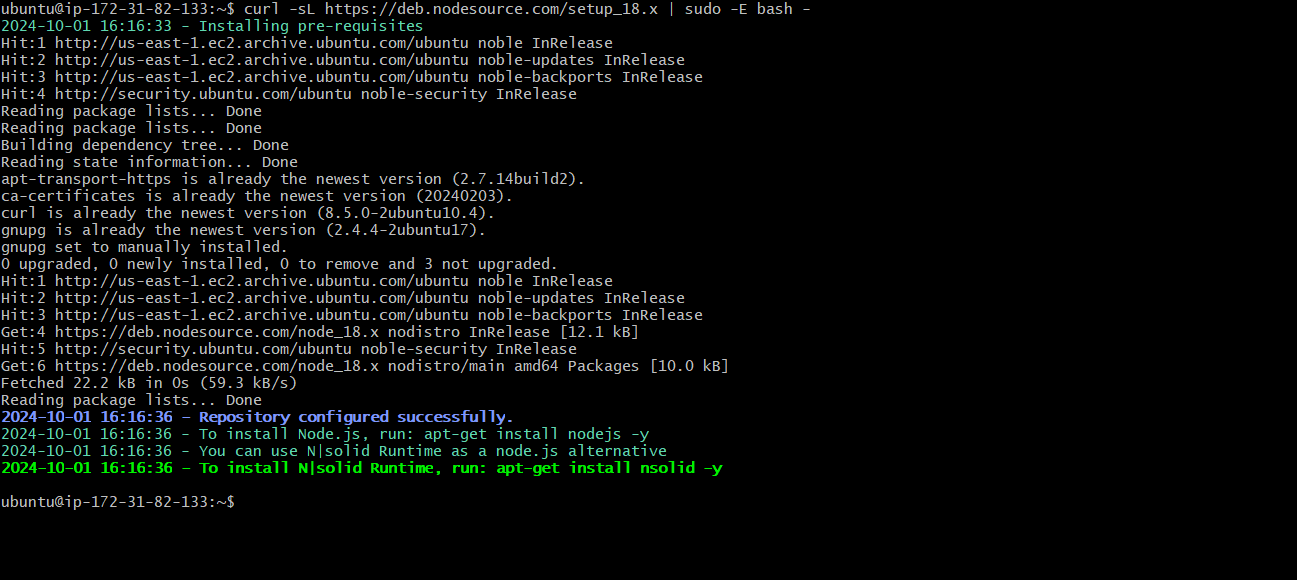 ubuntu@ip-172-31-82-133:~$ curl -sL https://deb.nodesource.com/setup_18.x | sudo -E bash -
2024-10-01 16:16:33 - Installing pre-requisites
Hit:1 http://us-east-1.ec2.archive.ubuntu.com/ubuntu noble InRelease
Hit:2 http://us-east-1.ec2.archive.ubuntu.com/ubuntu noble-updates InRelease
Hit:3 http://us-east-1.ec2.archive.ubuntu.com/ubuntu noble-backports InRelease
Hit:4 http://security.ubuntu.com/ubuntu noble-security InRelease
Reading package lists... Done
Reading package lists... Done
Building dependency tree... Done
Reading state information... Done
apt-transport-https is already the newest version (2.7.14build2).
ca-certificates is already the newest version (20240203).
curl is already the newest version (8.5.0-2ubuntu10.4).
gnupg is already the newest version (2.4.4-2ubuntu17).
gnupg set to manually installed.
0 upgraded, 0 newly installed, 0 to remove and 3 not upgraded.
Hit:1 http://us-east-1.ec2.archive.ubuntu.com/ubuntu noble InRelease
Hit:2 http://us-east-1.ec2.archive.ubuntu.com/ubuntu noble-updates InRelease
Hit:3 http://us-east-1.ec2.archive.ubuntu.com/ubuntu noble-backports InRelease
Get:4 https://deb.nodesource.com/node_18.x nodistro InRelease [12.1 kB]
Hit:5 http://security.ubuntu.com/ubuntu noble-security InRelease
Get:6 https://deb.nodesource.com/node_18.x nodistro/main amd64 Packages [10.0 kB]
Fetched 22.2 kB in 0s (59.3 kB/s)
Reading package lists... Done
2024-10-01 16:16:36 - Repository configured successfully.
2024-10-01 16:16:36 - To install Node.js, run: apt-get install nodejs -y
2024-10-01 16:16:36 - You can use N|solid Runtime as a node.js alternative
2024-10-01 16:16:36 - To install N|solid Runtime, run: apt-get install nsolid -y
ubuntu@ip-172-31-82-133:~$